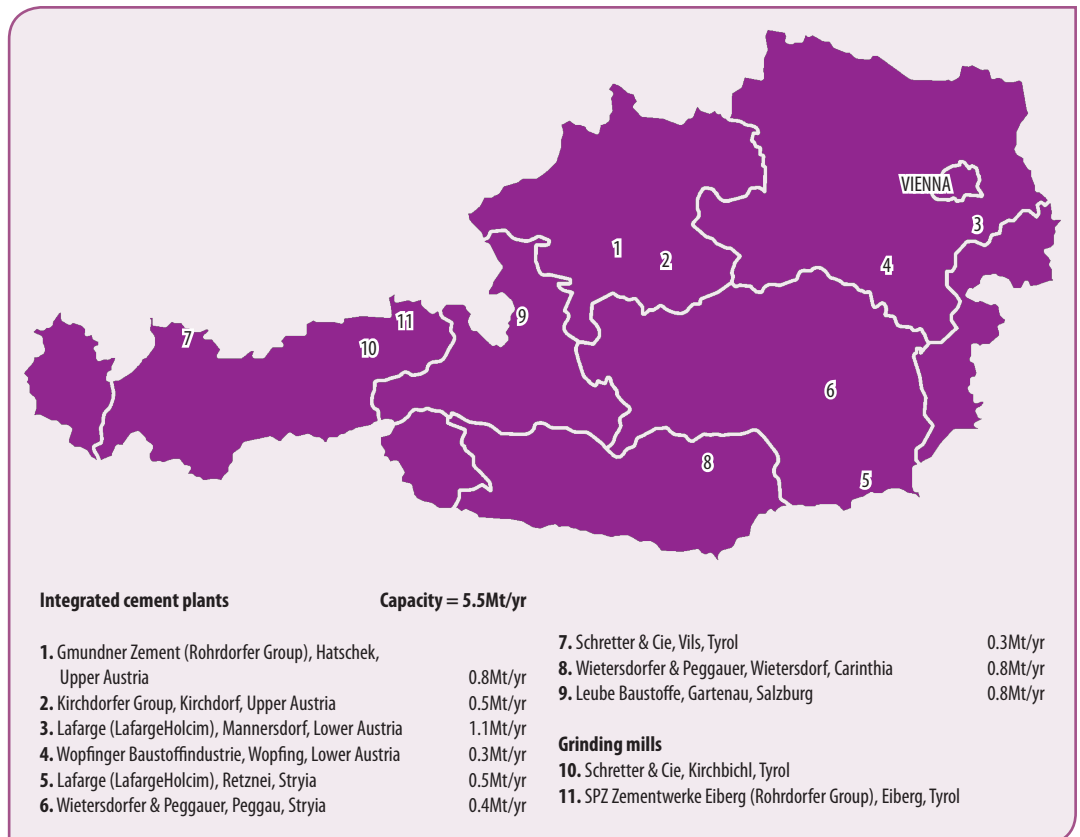 VIENNA
3
1
2
4
9
11
7
10
6
8
5
Integrated cement plants Capacity = 5.5Mt/yr
1. Gmundner Zement (Rohrdorfer Group), Hatschek,
Upper Austria 0.8Mt/yr
2. Kirchdorfer Group, Kirchdorf, Upper Austria 0.5Mt/yr
3. Lafarge (LafargeHolcim), Mannersdorf, Lower Austria 1.1Mt/yr
4. Wopfinger Baustoffindustrie, Wopfing, Lower Austria 0.3Mt/yr
5. Lafarge (LafargeHolcim), Retznei, Stryia 0.5Mt/yr
6. Wietersdorfer & Peggauer, Peggau, Stryia 0.4Mt/yr
7. Schretter & Cie, Vils, Tyrol 0.3Mt/yr
8. Wietersdorfer & Peggauer, Wietersdorf, Carinthia 0.8Mt/yr
9. Leube Baustoffe, Gartenau, Salzburg 0.8Mt/yr
Grinding mills
10. Schretter & Cie, Kirchbichl, Tyrol
11. SPZ Zementwerke Eiberg (Rohrdorfer Group), Eiberg, Tyrol